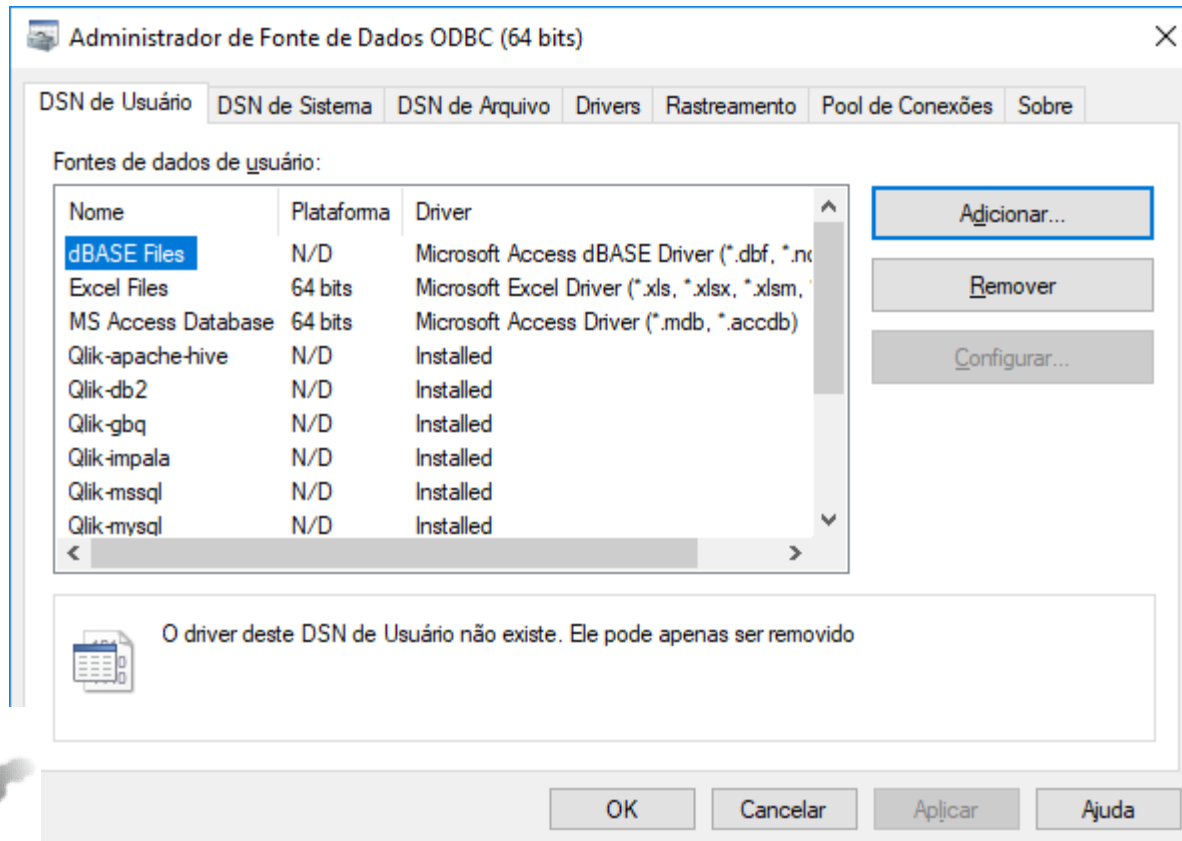 Administrador de Fonte de Dados ODBC (64 bits)
DSN de Usuário DSN de Sistema DSN de Arquivo Drivers Rastreamento Pool de Conexões Sobre
Fontes de dados de usuário:
Nome Plataforma Driver
dBASE Files N/D Microsoft Access dBASE Driver (*.dbf, *.nd
Excel Files 64 bits Microsoft Excel Driver (*.xls, *.xlsx, *.xlsm, *
MS Access Database 64 bits Microsoft Access Driver (*.mdb, *.accdb)
Qlik-apache-hive N/D Installed
Qlik-db2 N/D Installed
Qlik-gbq N/D Installed
Qlik-impala N/D Installed
Qlik-mssql N/D Installed
Qlik-mysql N/D Installed
Adicionar...
Remover
Configurar...
O driver deste DSN de Usuário não existe. Ele pode apenas ser removido
OK Cancelar Aplicar Ajuda